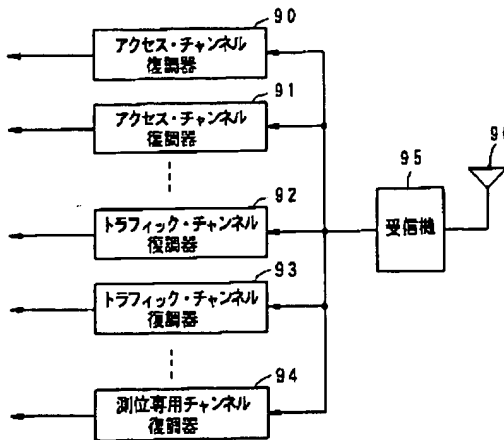 90
アクセス・チャンネル
復調器
91
アクセス・チャンネル
復調器
92
トラフィック・チャンネル
復調器
93
トラフィック・チャンネル
復調器
94
測位専用チャンネル
復調器
95
受信機